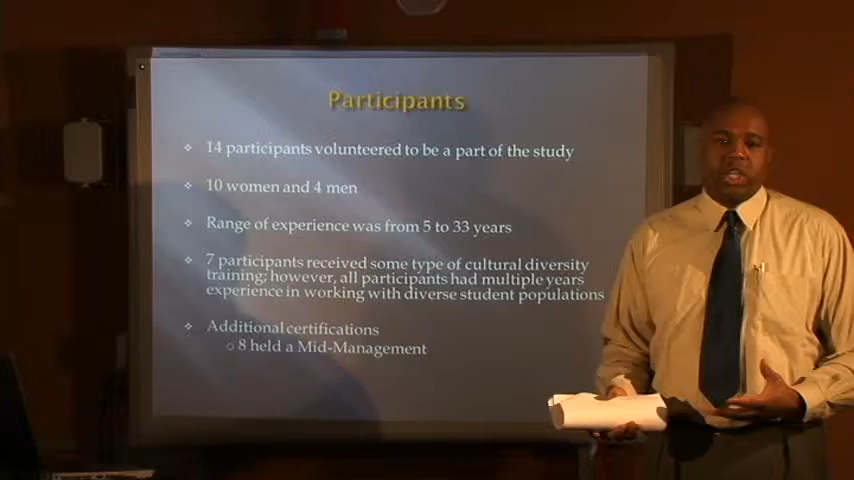 Participants
14 participants volunteered to be a part of the study
10 women and 4 men
Range of experience was from 5 to 33 years
7 participants received some type of cultural diversity
training; however, all participants had multiple years
experience in working with diverse student populations
Additional certifications
8 held a Mid-Management